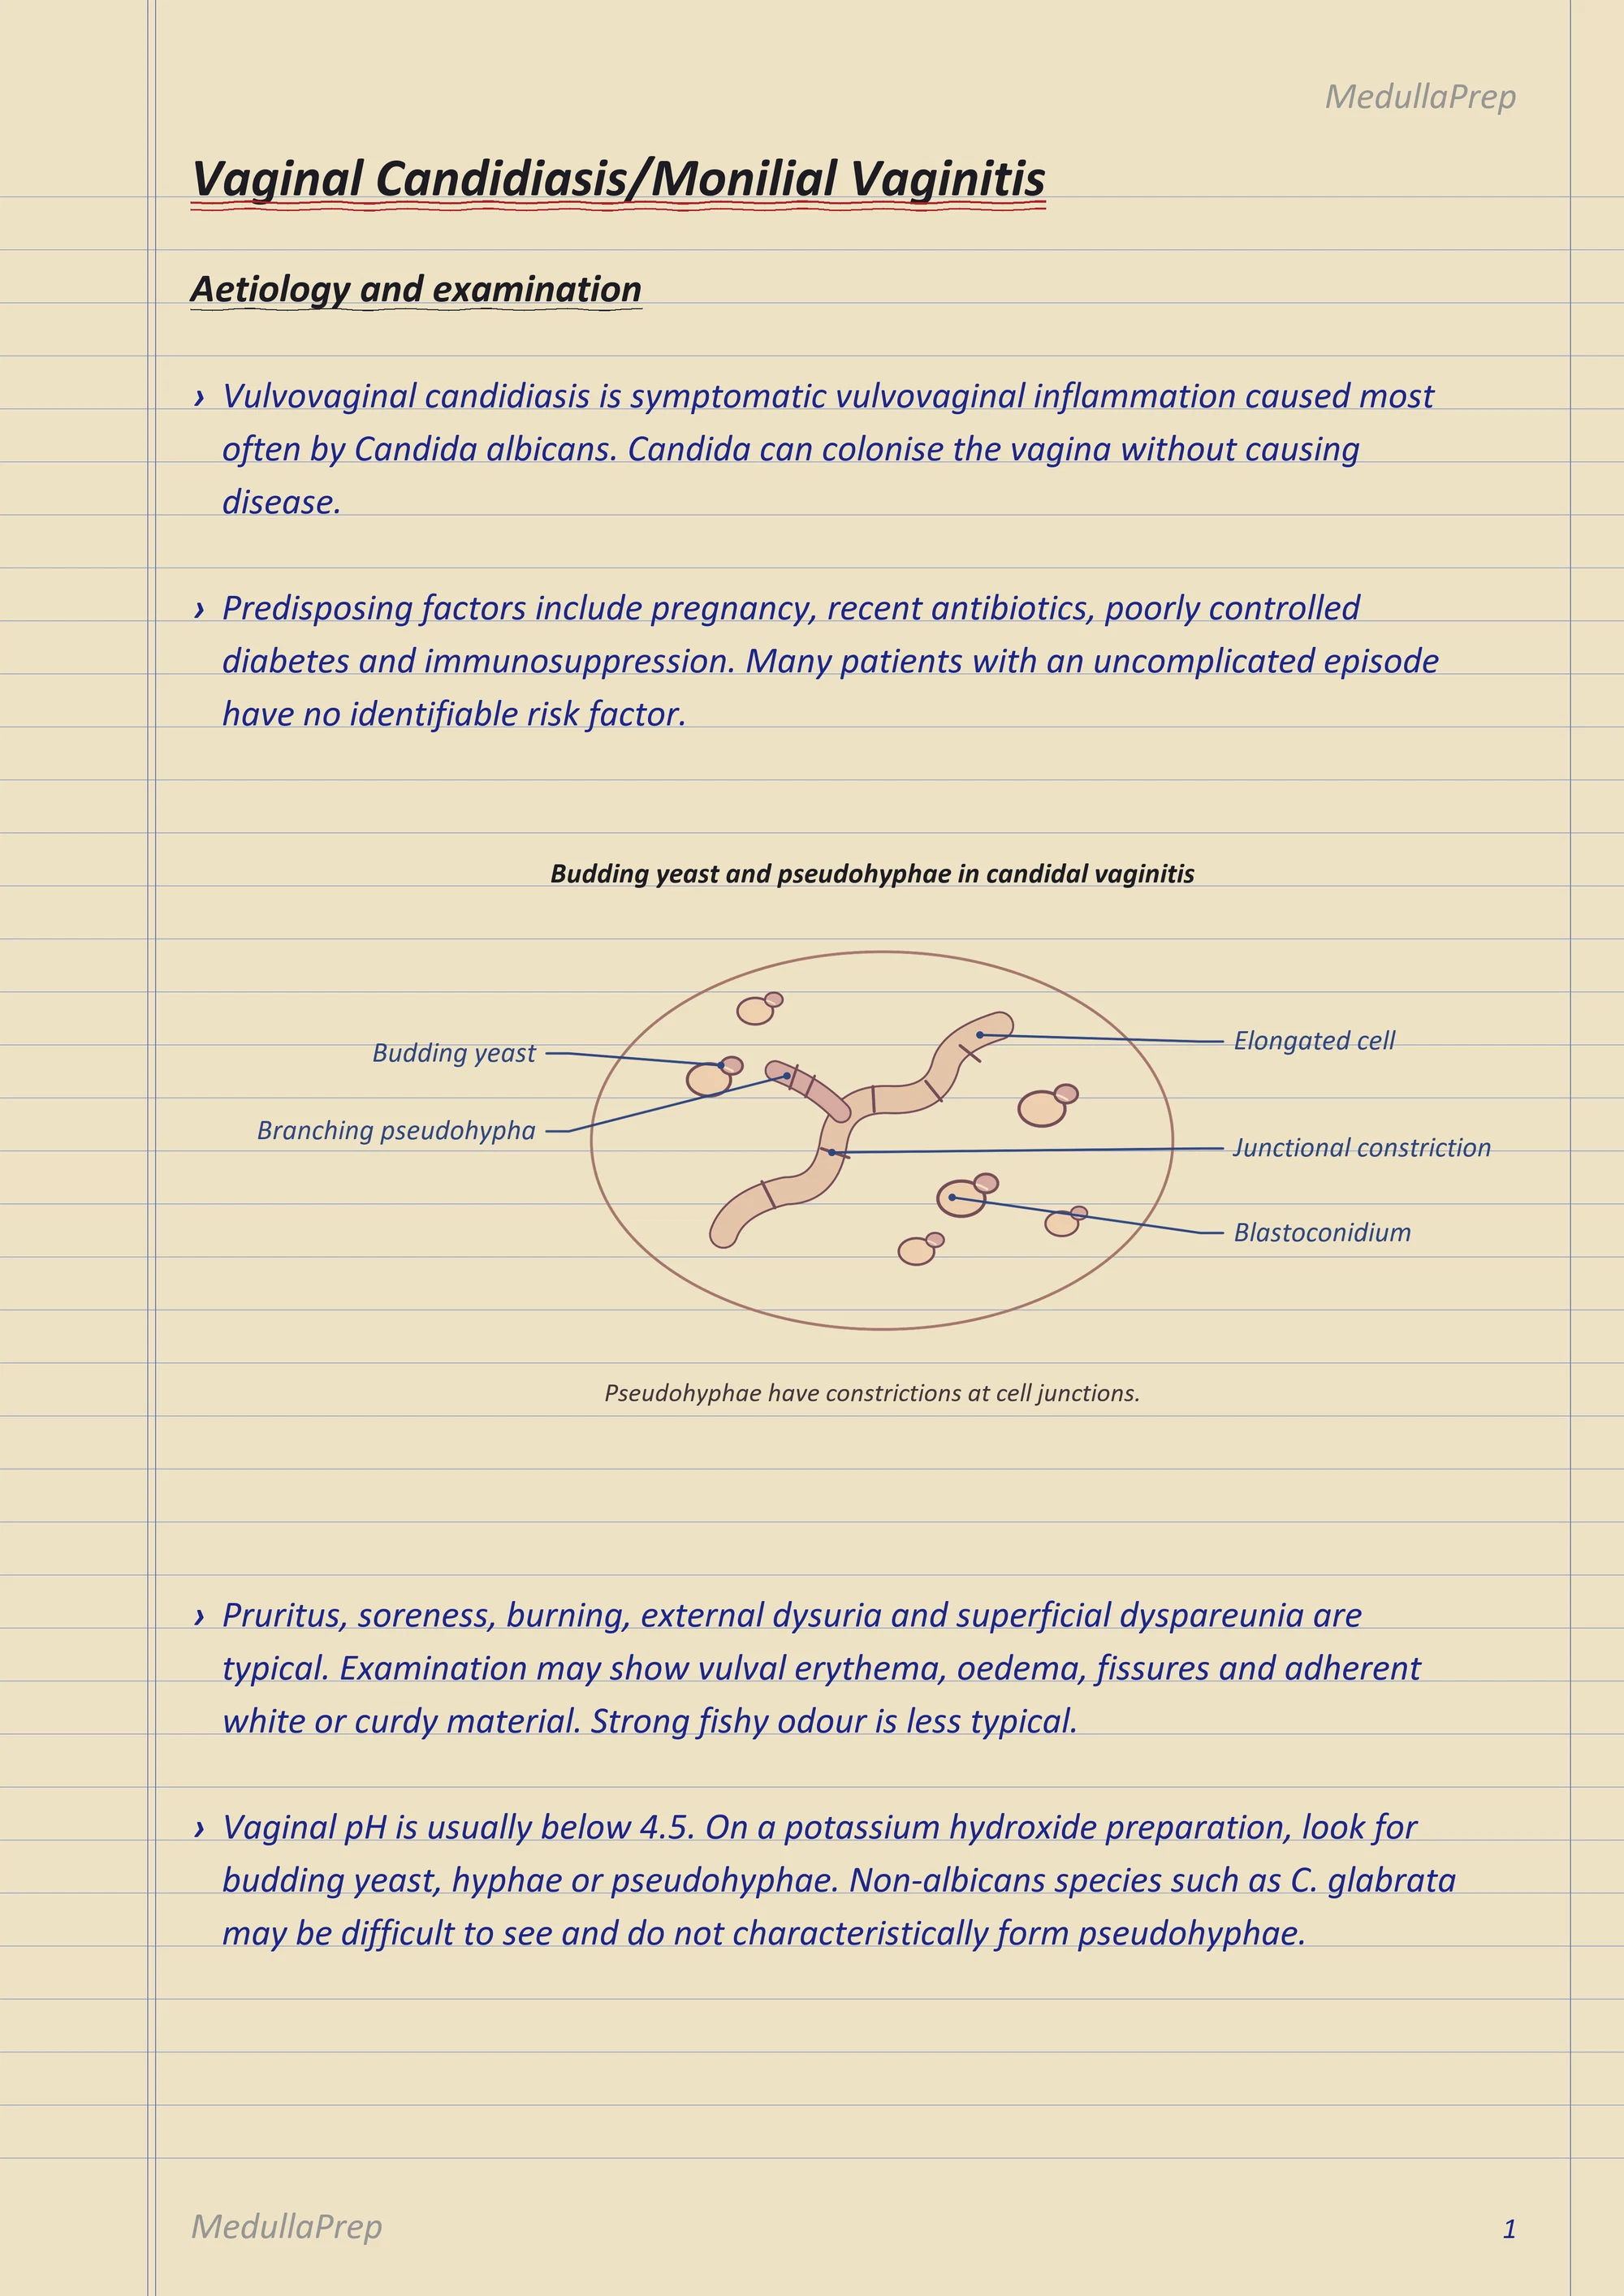 MedullaPrep
Vaginal Candidiasis/Monilial Vaginitis
Aetiology and examination
› Vulvovaginal candidiasis is symptomatic vulvovaginal inflammation caused most
often by Candida albicans. Candida can colonise the vagina without causing
disease.
› Predisposing factors include pregnancy, recent antibiotics, poorly controlled
diabetes and immunosuppression. Many patients with an uncomplicated episode
have no identifiable risk factor.
Budding yeast and pseudohyphae in candidal vaginitis
Budding yeast
Branching pseudohypha
Elongated cell
Junctional constriction
Blastoconidium
Pseudohyphae have constrictions at cell junctions.
› Pruritus, soreness, burning, external dysuria and superficial dyspareunia are
typical. Examination may show vulval erythema, oedema, fissures and adherent
white or curdy material. Strong fishy odour is less typical.
› Vaginal pH is usually below 4.5. On a potassium hydroxide preparation, look for
budding yeast, hyphae or pseudohyphae. Non-albicans species such as C. glabrata
may be difficult to see and do not characteristically form pseudohyphae.
MedullaPrep
1